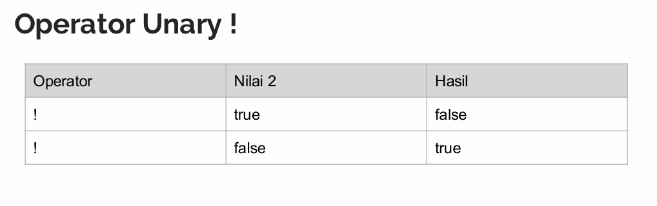 Operator Unary !
Operator Nilai 2 Hasil
! true false
! false true